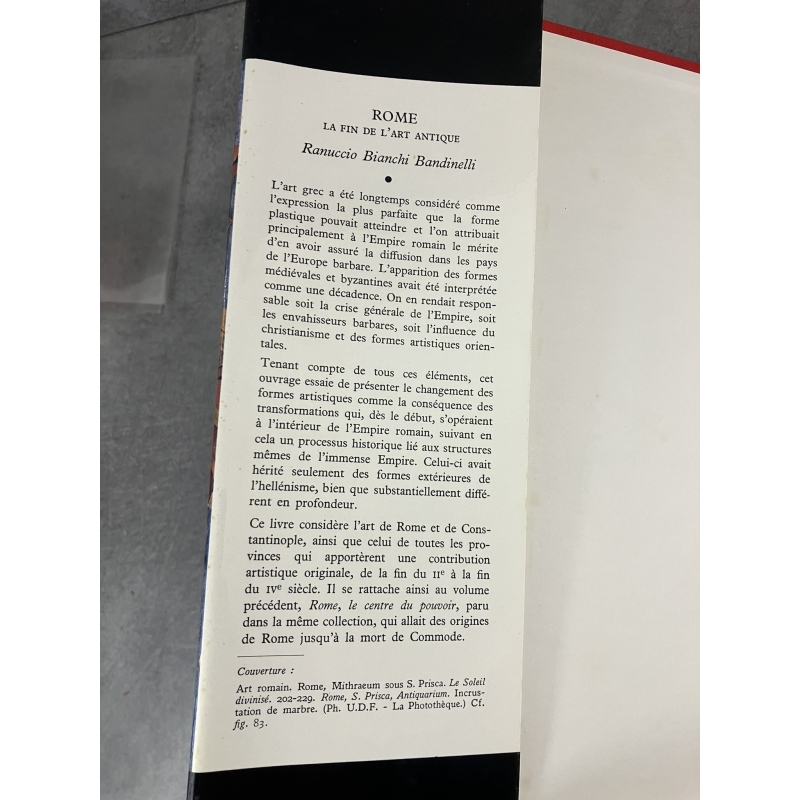 ROME
LA FIN DE L'ART ANTIQUE
Ranuccio Bianchi Bandinelli
●
L'art grec a été longtemps considéré comme
l'expression la plus parfaite que la forme
plastique pouvait atteindre et l'on attribuait
principalement à l'Empire romain le mérite
d'en avoir assuré la diffusion dans les pays
de l'Europe barbare. L'apparition des formes
médiévales et byzantines avait été interprétée
comme une décadence. On en rendait respon-
sable soit la crise générale de l'Empire, soit
les envahisseurs barbares, soit l'influence du
christianisme et des formes artistiques orien-
tales.
Tenant compte de tous ces éléments, cet
ouvrage essaie de présenter le changement des
formes artistiques comme la conséquence des
transformations qui, dès le début, s'opéraient
à l'intérieur de l'Empire romain, suivant en
cela un processus historique lié aux structures
mêmes de l'immense Empire. Celui-ci avait
hérité seulement des formes extérieures de
l'hellénisme, bien que substantiellement diffé-
rent en profondeur.
Ce livre considère l'art de Rome et de Cons-
tantinople, ainsi que celui de toutes les pro-
vinces qui apportèrent une contribution
artistique originale, de la fin du IIe à la fin
du IVe siècle. Il se rattache ainsi au volume
précédent, Rome, le centre du pouvoir, paru
dans la même collection, qui allait des origines
de Rome jusqu'à la mort de Commode.
Couverture :
Art romain. Rome, Mithraeum sous S. Prisca. Le Soleil
divinisé. 202-229. Rome, S. Prisca, Antiquarium. Incrus-
tation de marbre. (Ph. U.D.F. - La Photothèque.) Cf.
fig. 83.